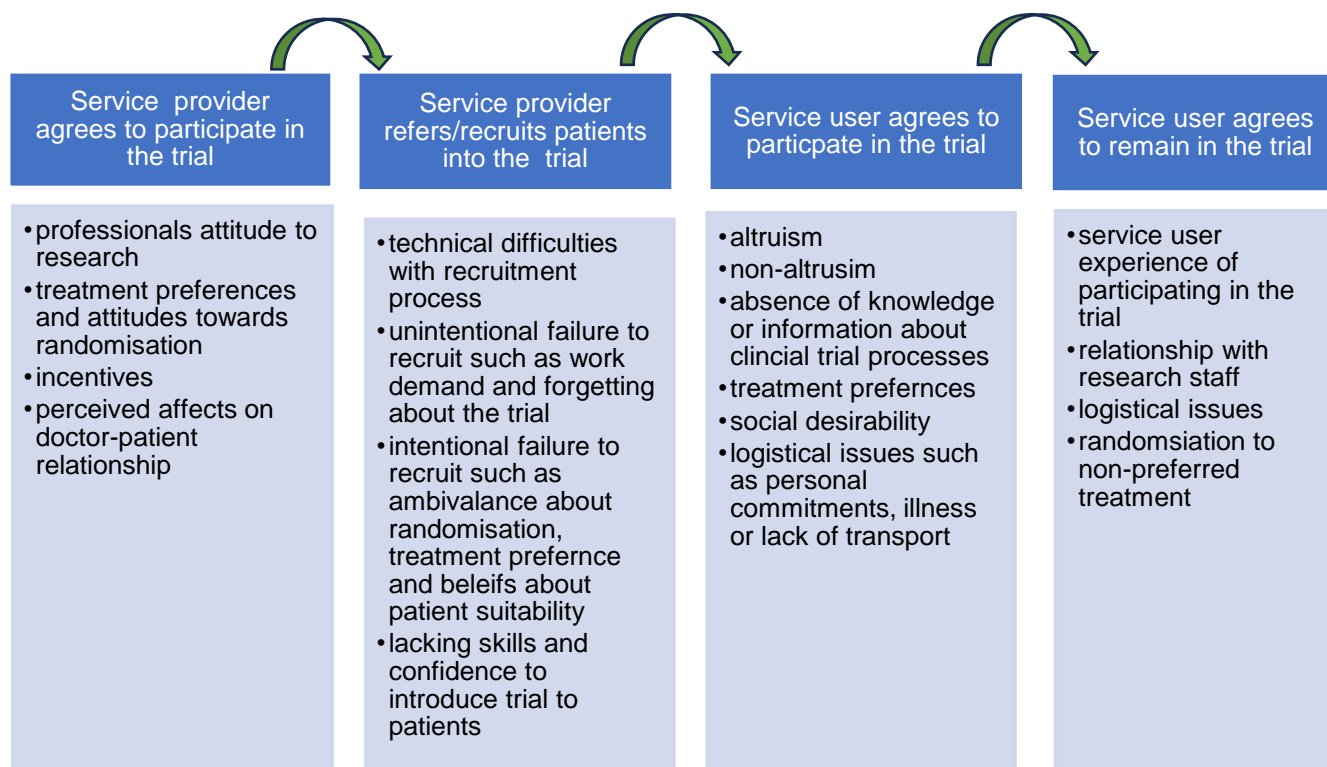 Service provider
agrees to participate in
the trial
•professionals attitude to
research
•treatment preferences
and attitudes towards
randomisation
•incentives
•perceived affects on
doctor-patient
relationship
Service provider
refers/recruits patients
into the trial
•technical difficulties
with recruitment
process
•unintentional failure to
recruit such as work
demand and forgetting
about the trial
•intentional failure to
recruit such as
ambivalance about
randomisation,
treatment prefernce
and beleifs about
patient suitability
•lacking skills and
confidence to
introduce trial to
patients
Service user agrees to
particpate in the trial
•altruism
•non-altrusim
•absence of knowledge
or information about
clincial trial processes
•treatment prefernces
•social desirability
•logistical issues such
as personal
commitments, illness
or lack of transport
Service user agrees
to remain in the trial
•service user
experience of
participating in the
trial
•relationship with
research staff
•logistical issues
•randomsiation to
non-preferred
treatment